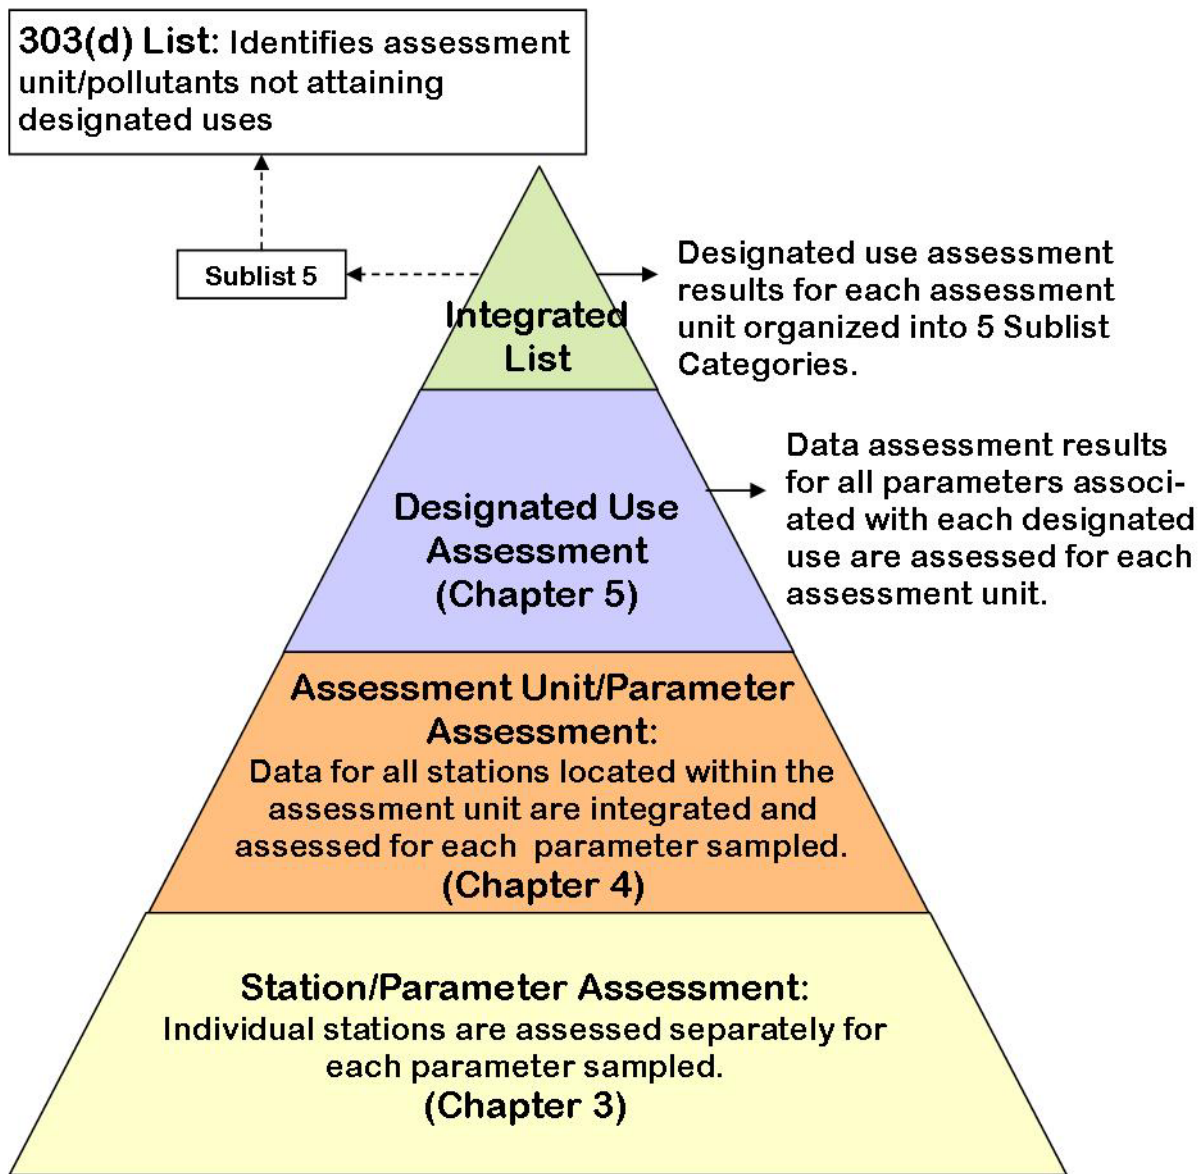 303(d) List: Identifies assessment
unit/pollutants not attaining
designated uses
Sublist 5
Integrated
List
Designated use assessment
results for each assessment
unit organized into 5 Sublist
Categories.
Designated Use
Assessment
(Chapter 5)
Data assessment results
for all parameters associ-
ated with each designated
use are assessed for each
assessment unit.
Assessment Unit/Parameter
Assessment:
Data for all stations located within the
assessment unit are integrated and
assessed for each parameter sampled.
(Chapter 4)
Station/Parameter Assessment:
Individual stations are assessed separately for
each parameter sampled.
(Chapter 3)